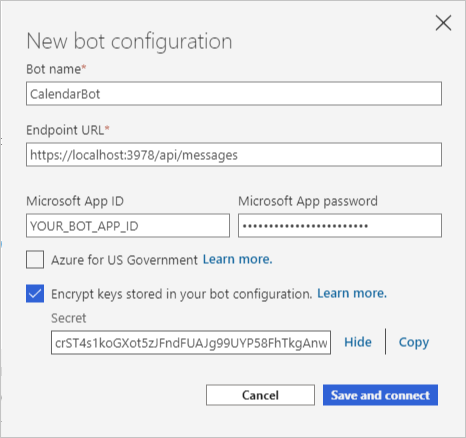 New bot configuration
Bot name*
CalendarBot
Endpoint URL*
https://localhost:3978/api/messages
Microsoft App ID Microsoft App password
YOUR_BOT_APP_ID ••••••••••••••••••••••••
Azure for US Government Learn more.
Encrypt keys stored in your bot configuration. Learn more.
Secret
crST4s1koGXot5zJFndFUAJg99UYP58FhTkgAnw Hide Copy
Cancel Save and connect